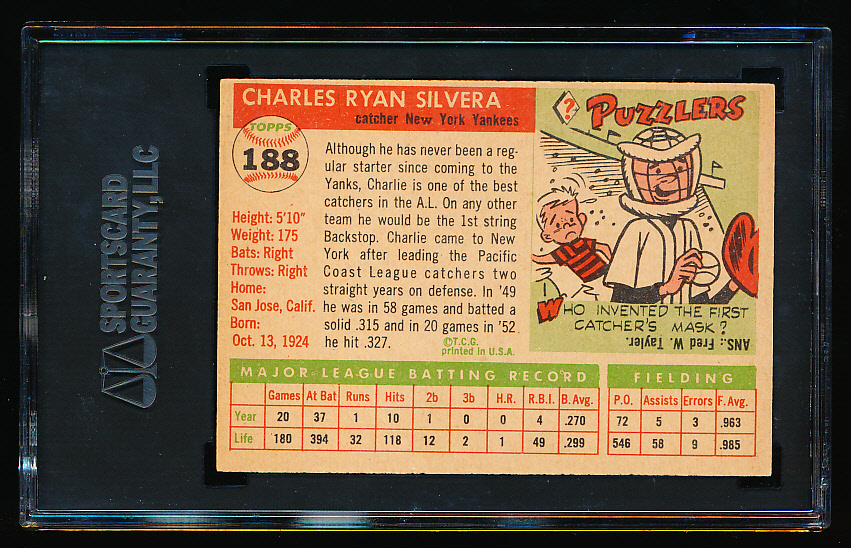 SPORTSCARD
GUARANTY, LLC
CHARLES RYAN SILVERA
catcher New York Yankees
TOPPS
188
Height: 5'10"
Weight: 175
Bats: Right
Throws: Right
Home:
San Jose, Calif.
Born:
Oct. 13, 1924
Although he has never been a reg-
ular starter since coming to the
Yanks, Charlie is one of the best
catchers in the A.L. On any other
team he would be the 1st string
Backstop. Charlie came to New
York after leading the Pacific
Coast League catchers two
straight years on defense. In '49
he was in 58 games and batted a
solid .315 and in 20 games in '52
he hit .327.
©T.C.G.
printed in U.S.A.
?
PUZZLERS
WHO INVENTED THE FIRST
CATCHER'S MASK?
ANS.: Fred W. Tayler.
MAJOR-LEAGUE BATTING RECORD
Games At Bat Runs Hits 2b 3b H.R. R.B.I. B. Avg.
Year 20 37 1 10 1 0 0 4 .270
Life 180 394 32 118 12 2 1 49 .299
FIELDING
P.O. Assists Errors F. Avg.
72 5 3 .963
546 58 9 .985